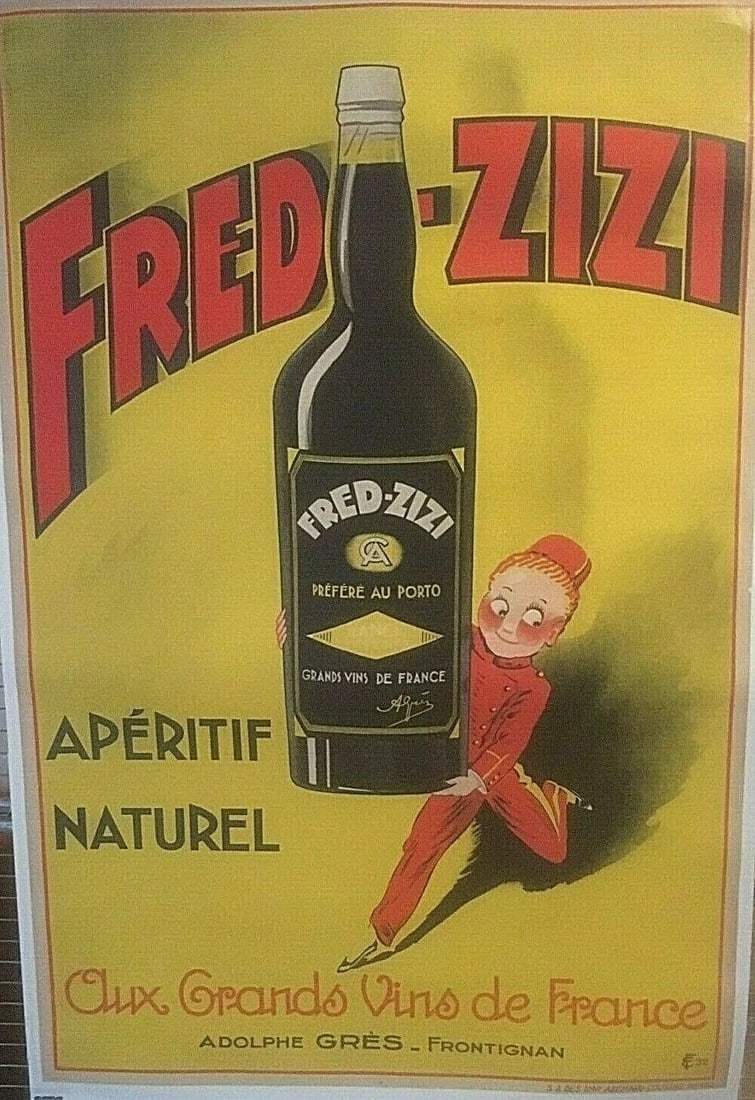 FRED-ZIZI
FRED-ZIZI
CA
PRÉFÉRÉ AU PORTO
GRANDS VINS DE FRANCE
AGrès
APÉRITIF
NATUREL
Aux Grands Vins de France
ADOLPHE GRÈS - FRONTIGNAN